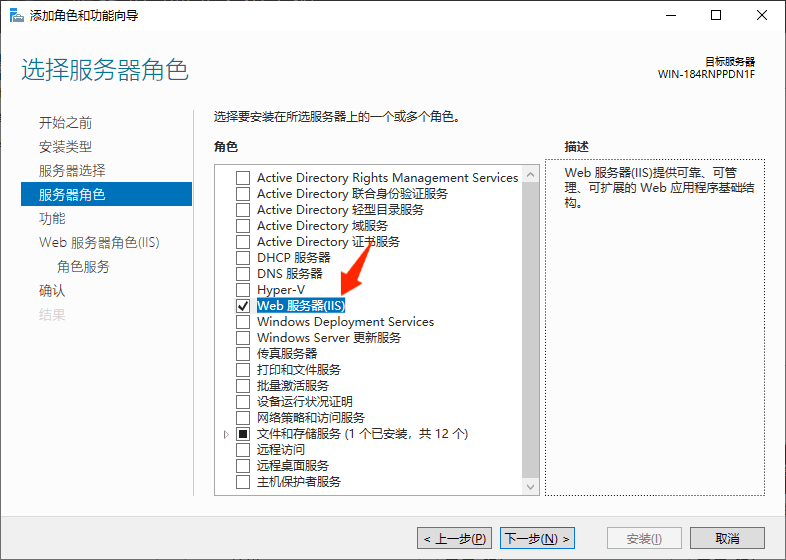 添加角色和功能向导
选择服务器角色
目标服务器
WIN-184RNPPDN1F
开始之前
安装类型
服务器选择
服务器角色
功能
Web 服务器角色(IIS)
角色服务
确认
结果
选择要安装在所选服务器上的一个或多个角色。
角色
Active Directory Rights Management Services
Active Directory 联合身份验证服务
Active Directory 轻型目录服务
Active Directory 域服务
Active Directory 证书服务
DHCP 服务器
DNS 服务器
Hyper-V
Web 服务器(IIS)
Windows Deployment Services
Windows Server 更新服务
传真服务器
打印和文件服务
批量激活服务
设备运行状况证明
网络策略和访问服务
文件和存储服务 (1 个已安装，共 12 个)
远程访问
远程桌面服务
主机保护者服务
描述
Web 服务器(IIS)提供可靠、可管
理、可扩展的 Web 应用程序基础结
构。
< 上一步(P)
下一步(N) >
安装(I)
取消